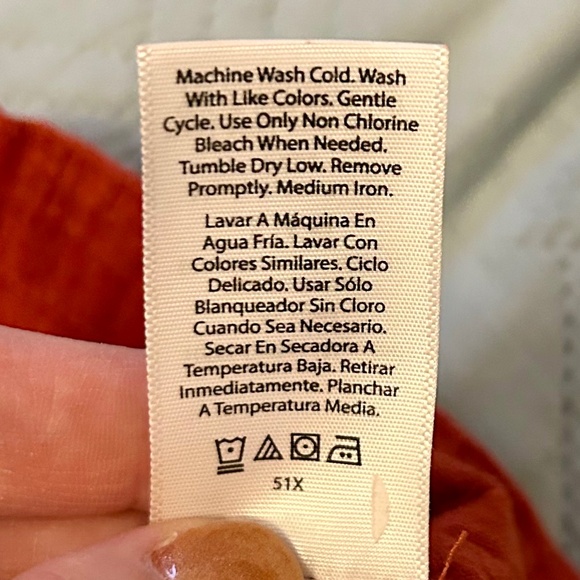 Machine Wash Cold. Wash
With Like Colors. Gentle
Cycle. Use Only Non Chlorine
Bleach When Needed.
Tumble Dry Low. Remove
Promptly. Medium Iron.
Lavar A Máquina En
Agua Fría. Lavar Con
Colores Similares. Ciclo
Delicado. Usar Sólo
Blanqueador Sin Cloro
Cuando Sea Necesario.
Secar En Secadora A
Temperatura Baja. Retirar
Inmediatamente. Planchar
A Temperatura Media.
51X